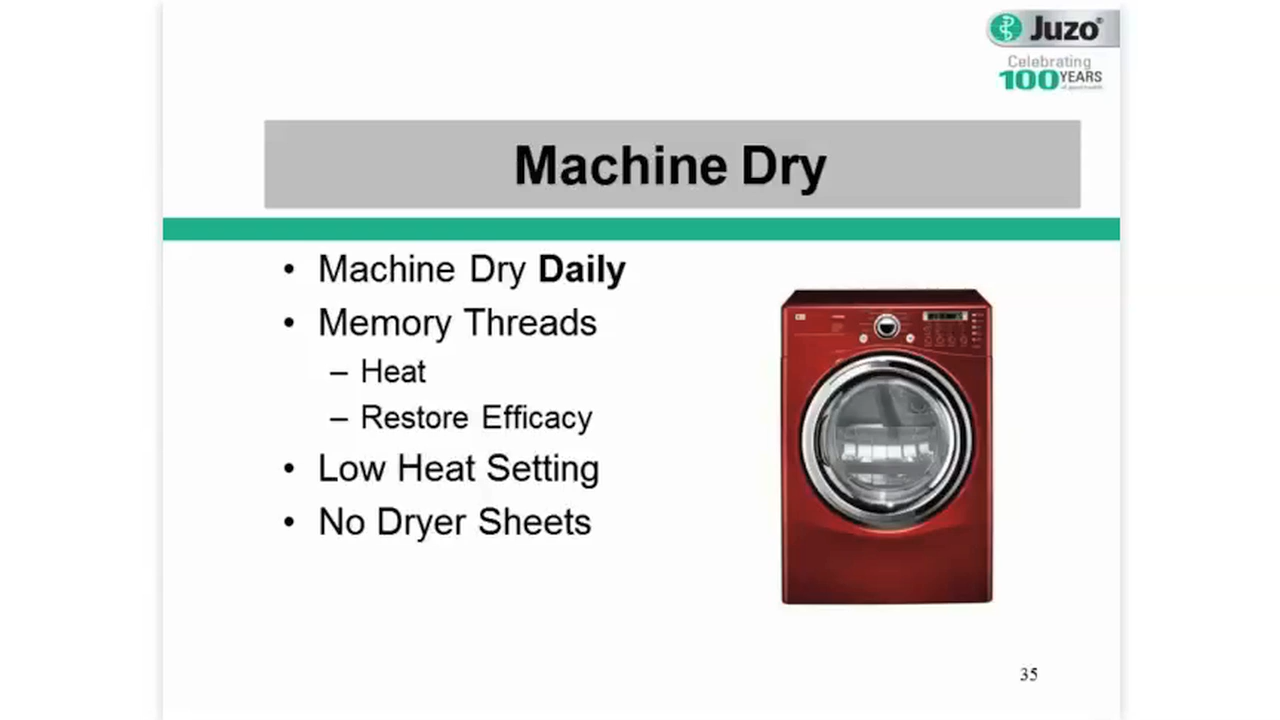 Juzo®
Celebrating
100 YEARS
Machine Dry
• Machine Dry Daily
• Memory Threads
– Heat
– Restore Efficacy
• Low Heat Setting
• No Dryer Sheets
35